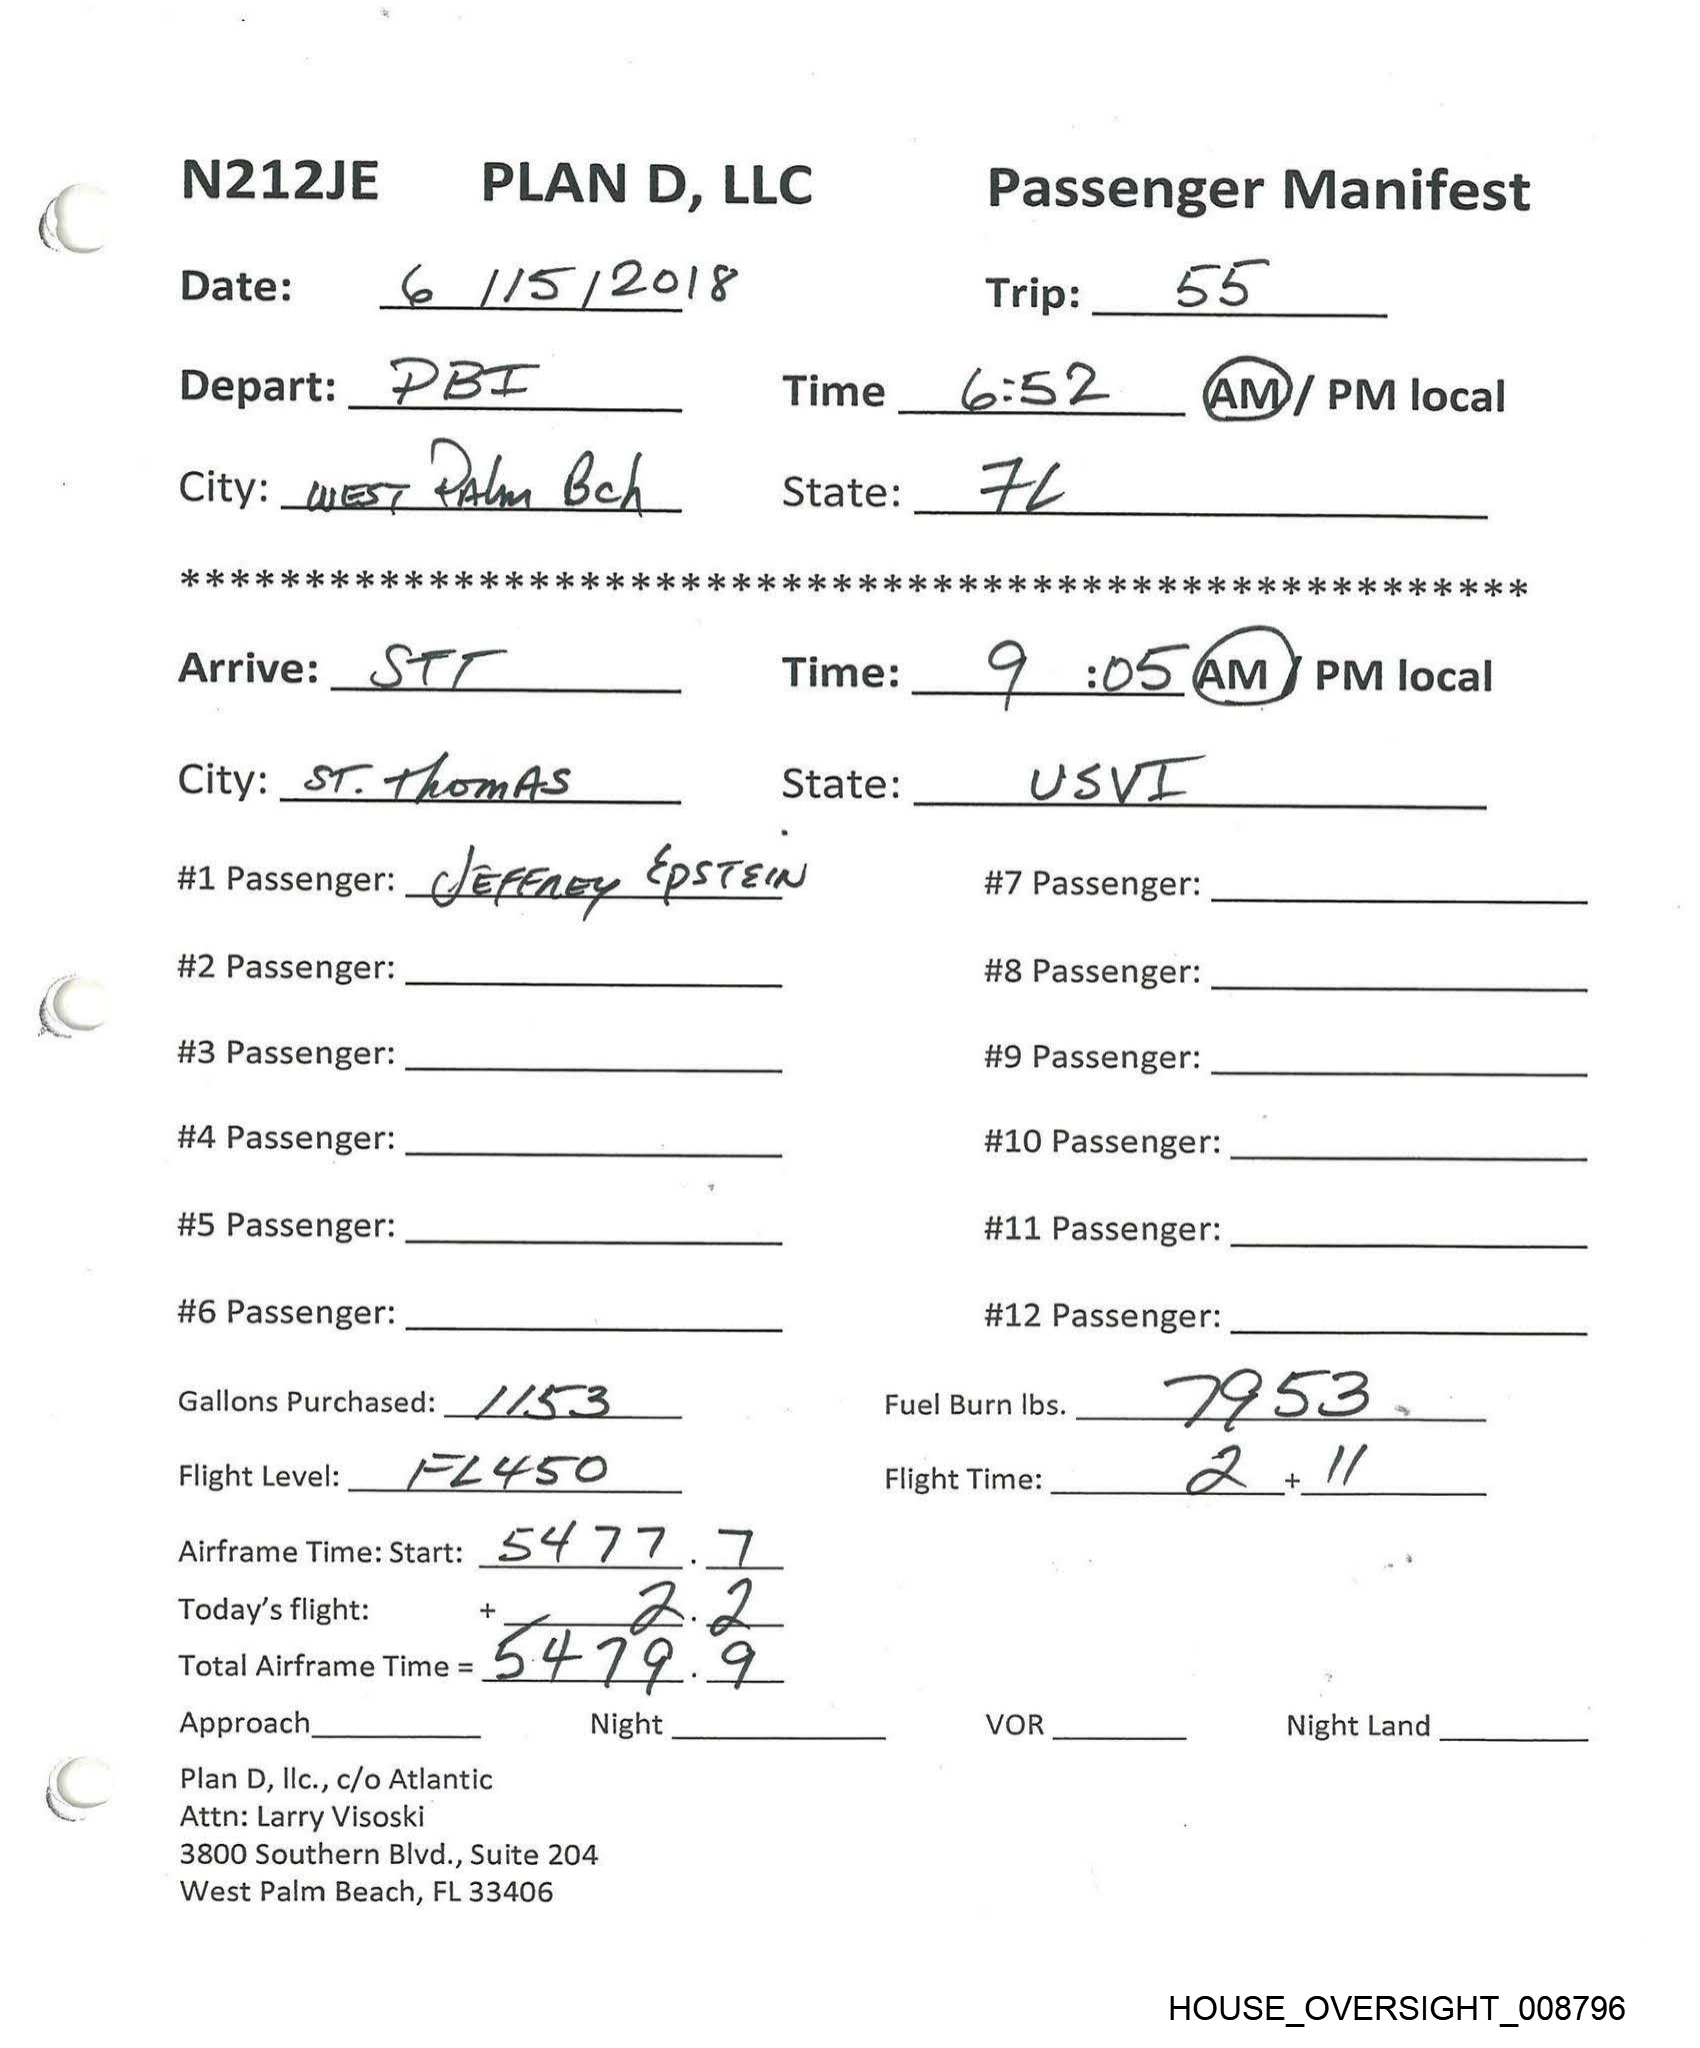 N212JE PLAN D, LLC Passenger Manifest
Date: 6 / 15 / 2018 Trip: 55
Depart: PBI Time 6:52 AM / PM local
City: WEST PAlm Bch State: FL
******************************************************
Arrive: STT Time: 9 :05 AM / PM local
City: ST. ThomAS State: USVI
#1 Passenger: JEFFREY EPSTEIN #7 Passenger:
#2 Passenger: #8 Passenger:
#3 Passenger: #9 Passenger:
#4 Passenger: #10 Passenger:
#5 Passenger: #11 Passenger:
#6 Passenger: #12 Passenger:
Gallons Purchased: 1153 Fuel Burn lbs. 7953
Flight Level: FL450 Flight Time: 2 + 11
Airframe Time: Start: 5477.7
Today's flight: + 2.2
Total Airframe Time = 5479.9
Approach Night VOR Night Land
Plan D, llc., c/o Atlantic
Attn: Larry Visoski
3800 Southern Blvd., Suite 204
West Palm Beach, FL 33406
HOUSE_OVERSIGHT_008796